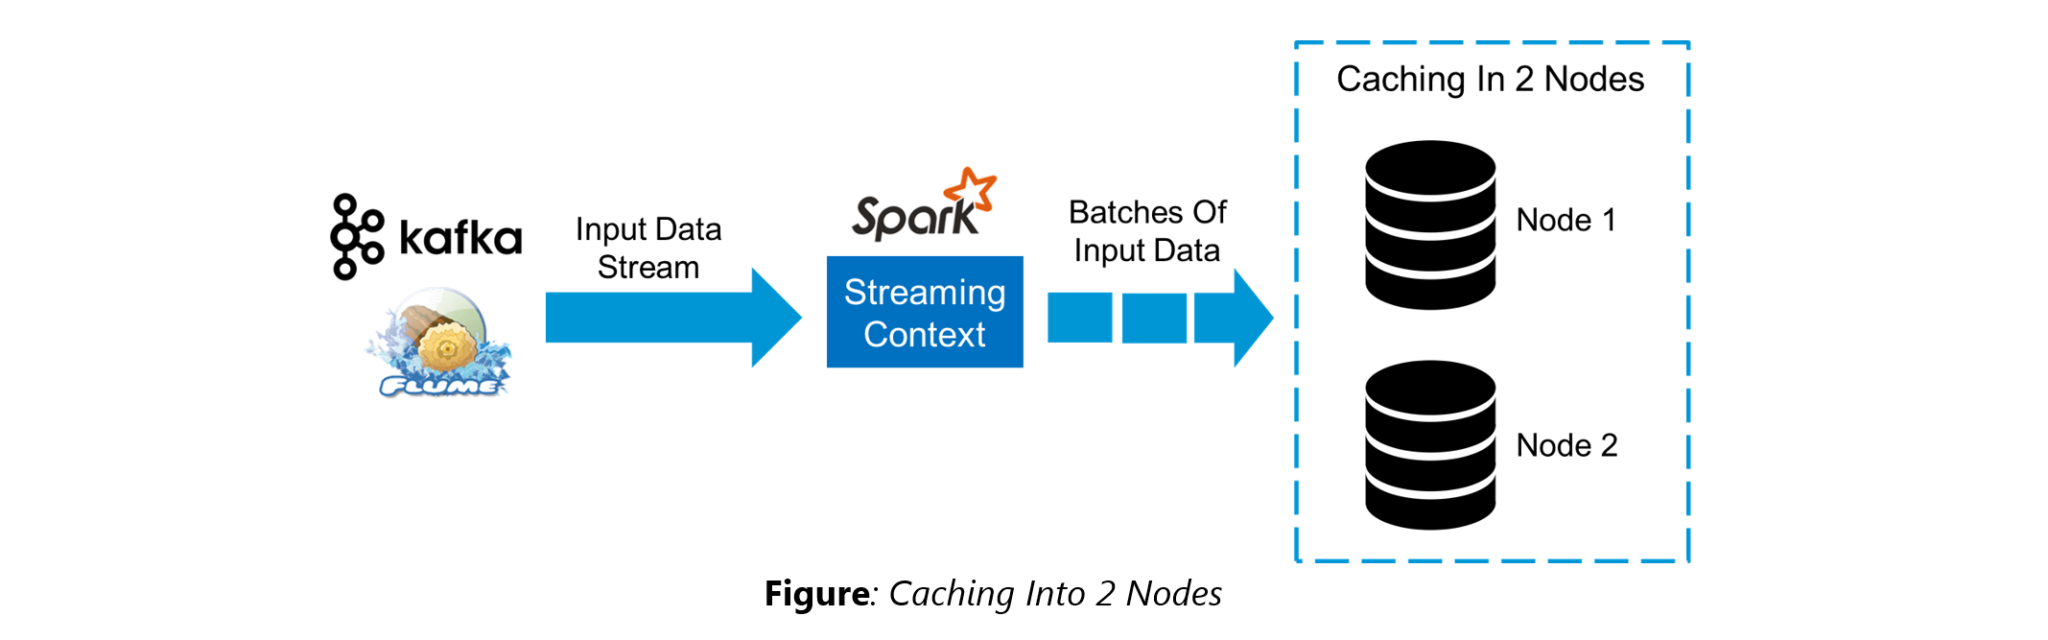 kafka
FLUME
Input Data
Stream
Spark
Streaming
Context
Batches Of
Input Data
Caching In 2 Nodes
Node 1
Node 2
Figure: Caching Into 2 Nodes